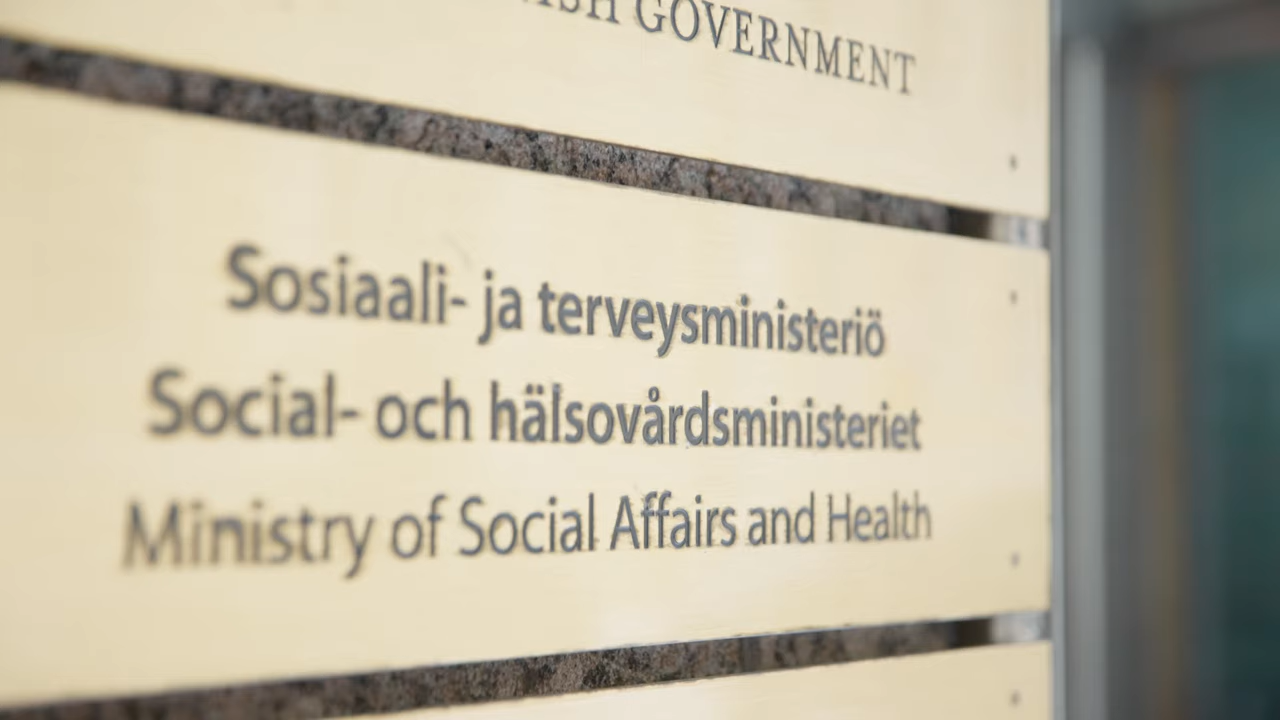 GOVERNMENT
Sosiaali- ja terveysministeriö
Social- och hälsovårdsministeriet
Ministry of Social Affairs and Health